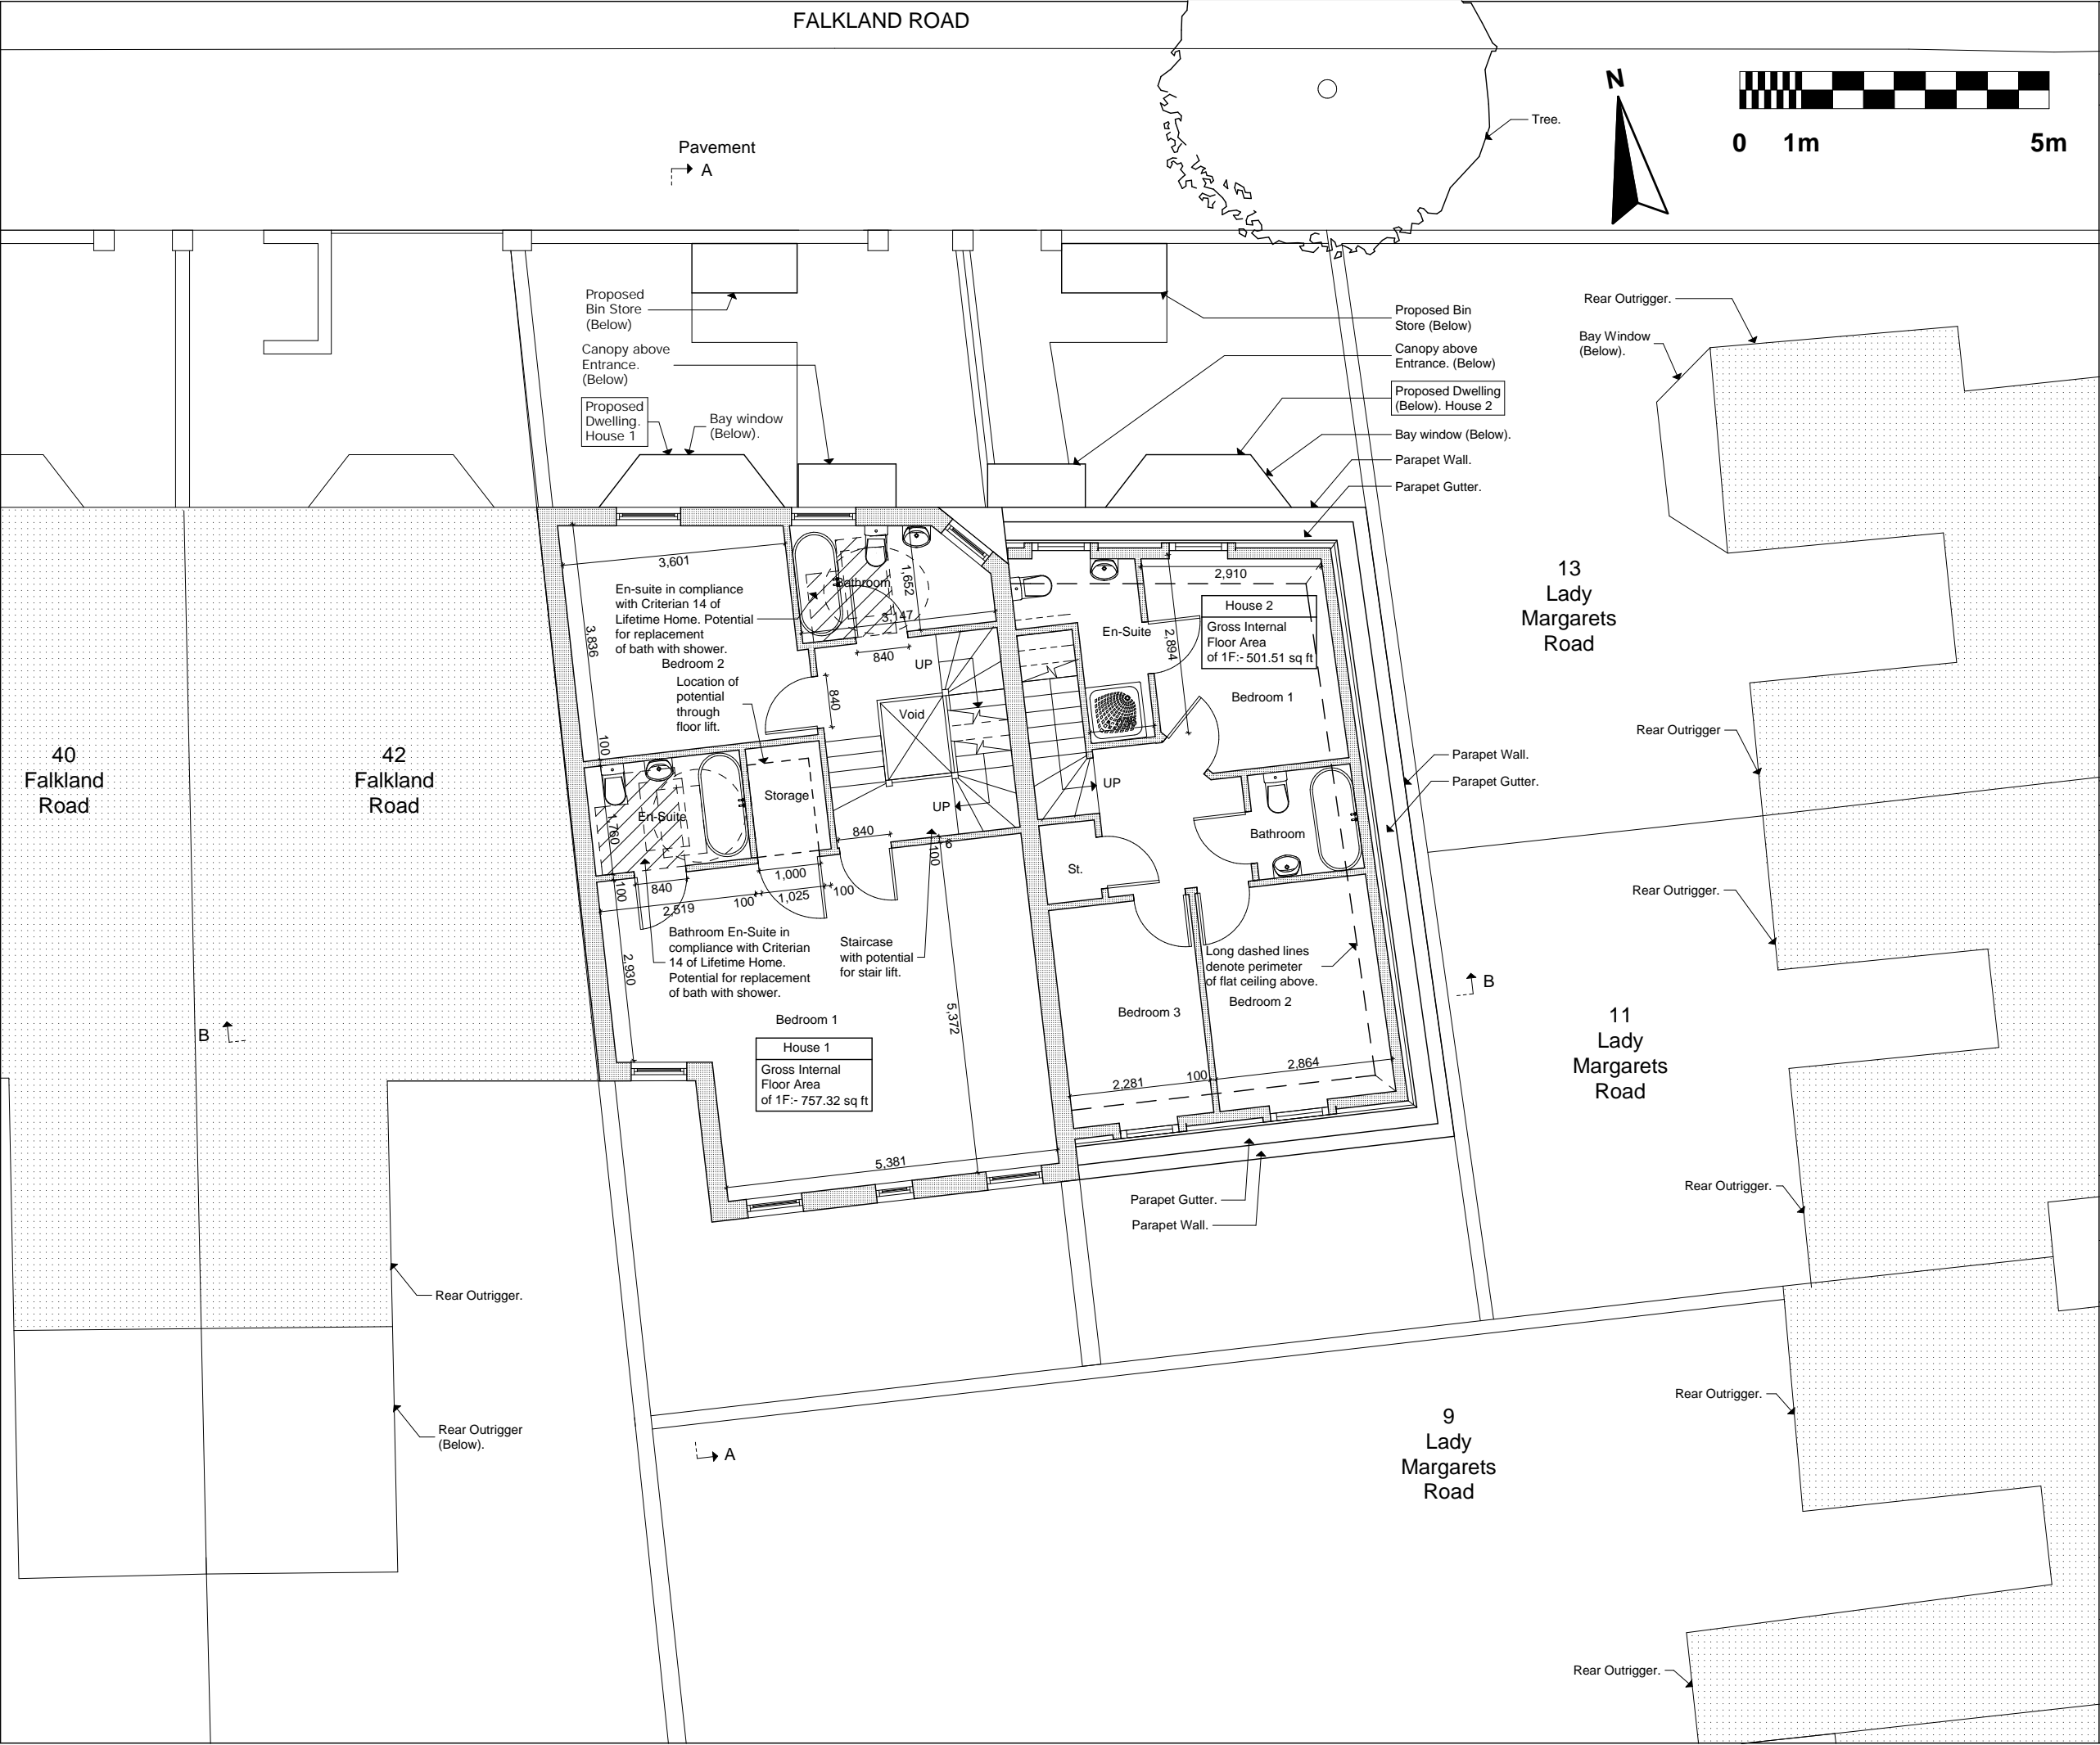 FALKLAND ROAD
N
0 1m 5m
Tree.
Pavement
A
Proposed
Bin Store
(Below)
Canopy above
Entrance.
(Below)
Proposed
Dwelling.
House 1
Bay window
(Below).
Proposed Bin
Store (Below)
Canopy above
Entrance. (Below)
Proposed Dwelling
(Below). House 2
Bay window (Below).
Parapet Wall.
Parapet Gutter.
Rear Outrigger.
Bay Window
(Below).
3,601
En-suite in compliance
with Criterian 14 of
Lifetime Home. Potential
for replacement
of bath with shower.
Bedroom 2
3,836
Location of
potential
through
floor lift.
Bathroom
1,652
3,147
840
UP
840
Void
100
En-Suite
1,760
Storage
UP
840
100
6
1,000
100
840
2,519
100
1,025
100
2,930
Bathroom En-Suite in
compliance with Criterian
14 of Lifetime Home.
Potential for replacement
of bath with shower.
Staircase
with potential
for stair lift.
5,372
Bedroom 1
House 1
Gross Internal
Floor Area
of 1F:- 757.32 sq ft
5,381
2,910
House 2
Gross Internal
Floor Area
of 1F:- 501.51 sq ft
En-Suite
2,894
Bedroom 1
UP
Bathroom
St.
Long dashed lines
denote perimeter
of flat ceiling above.
Bedroom 2
Bedroom 3
2,281
100
2,864
Parapet Gutter.
Parapet Wall.
Parapet Wall.
Parapet Gutter.
B
B
40
Falkland
Road
42
Falkland
Road
13
Lady
Margarets
Road
Rear Outrigger
Rear Outrigger.
11
Lady
Margarets
Road
Rear Outrigger.
Rear Outrigger.
Rear Outrigger
(Below).
A
9
Lady
Margarets
Road
Rear Outrigger.
Rear Outrigger.